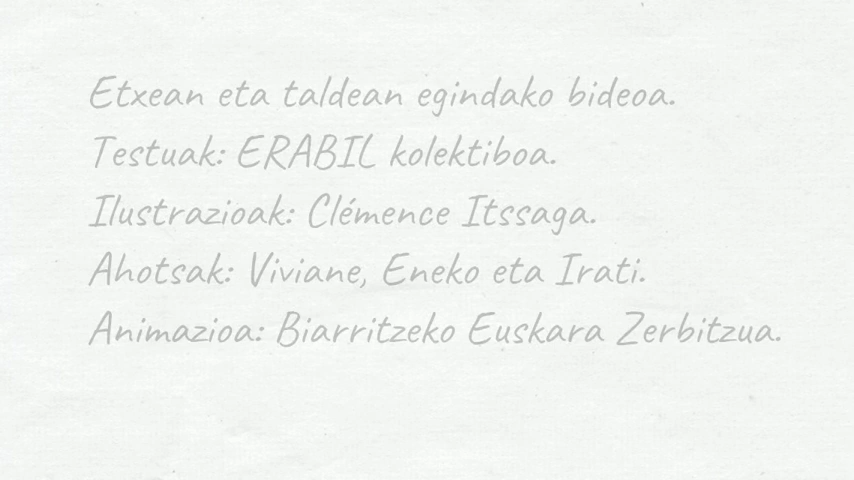 Etxean eta taldean egindako bideoa.
Testuak: ERABIL kolektiboa.
Ilustrazioak: Clémence Itssaga.
Ahotsak: Viviane, Eneko eta Irati.
Animazioa: Biarritzeko Euskara Zerbitzua.